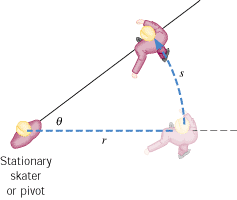 s
θ
r
Stationary
skater
or pivot